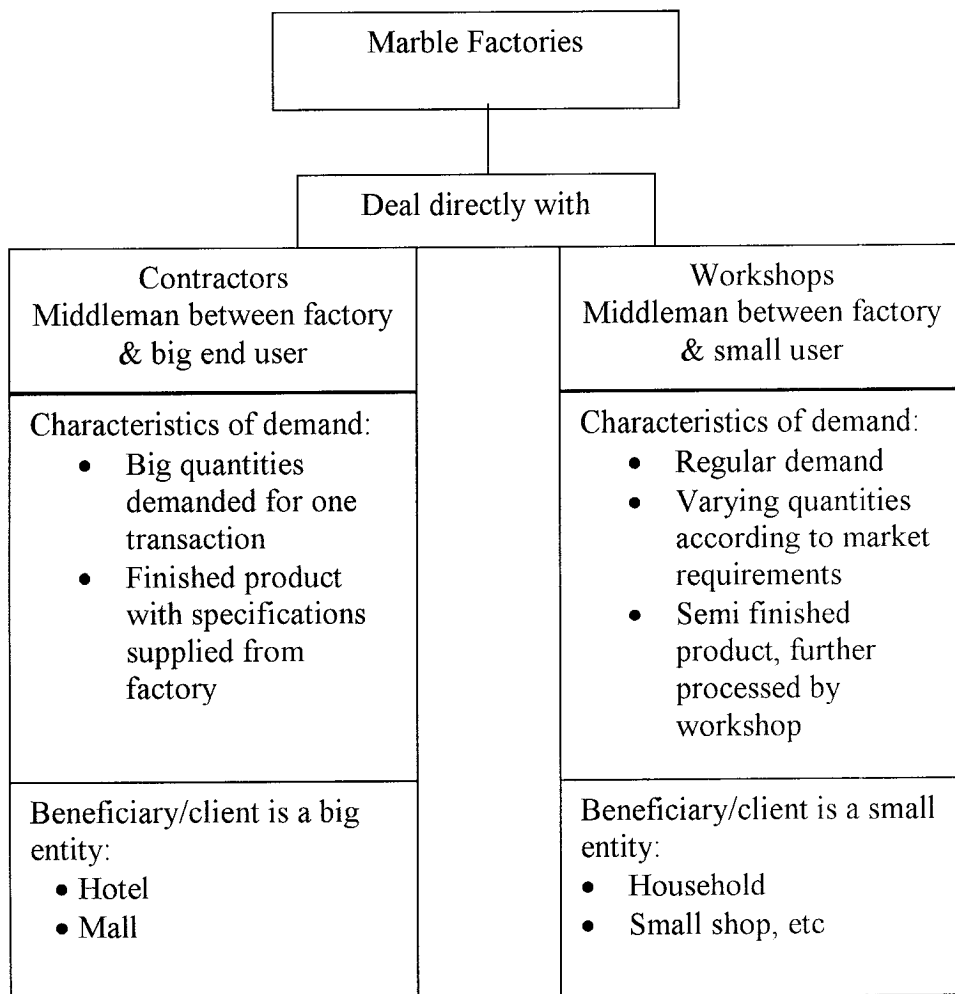 Marble Factories
Deal directly with
Contractors
Middleman between factory
& big end user
Characteristics of demand:
• Big quantities
demanded for one
transaction
• Finished product
with specifications
supplied from
factory
Beneficiary/client is a big
entity:
• Hotel
• Mall
Workshops
Middleman between factory
& small user
Characteristics of demand:
• Regular demand
• Varying quantities
according to market
requirements
• Semi finished
product, further
processed by
workshop
Beneficiary/client is a small
entity:
• Household
• Small shop, etc